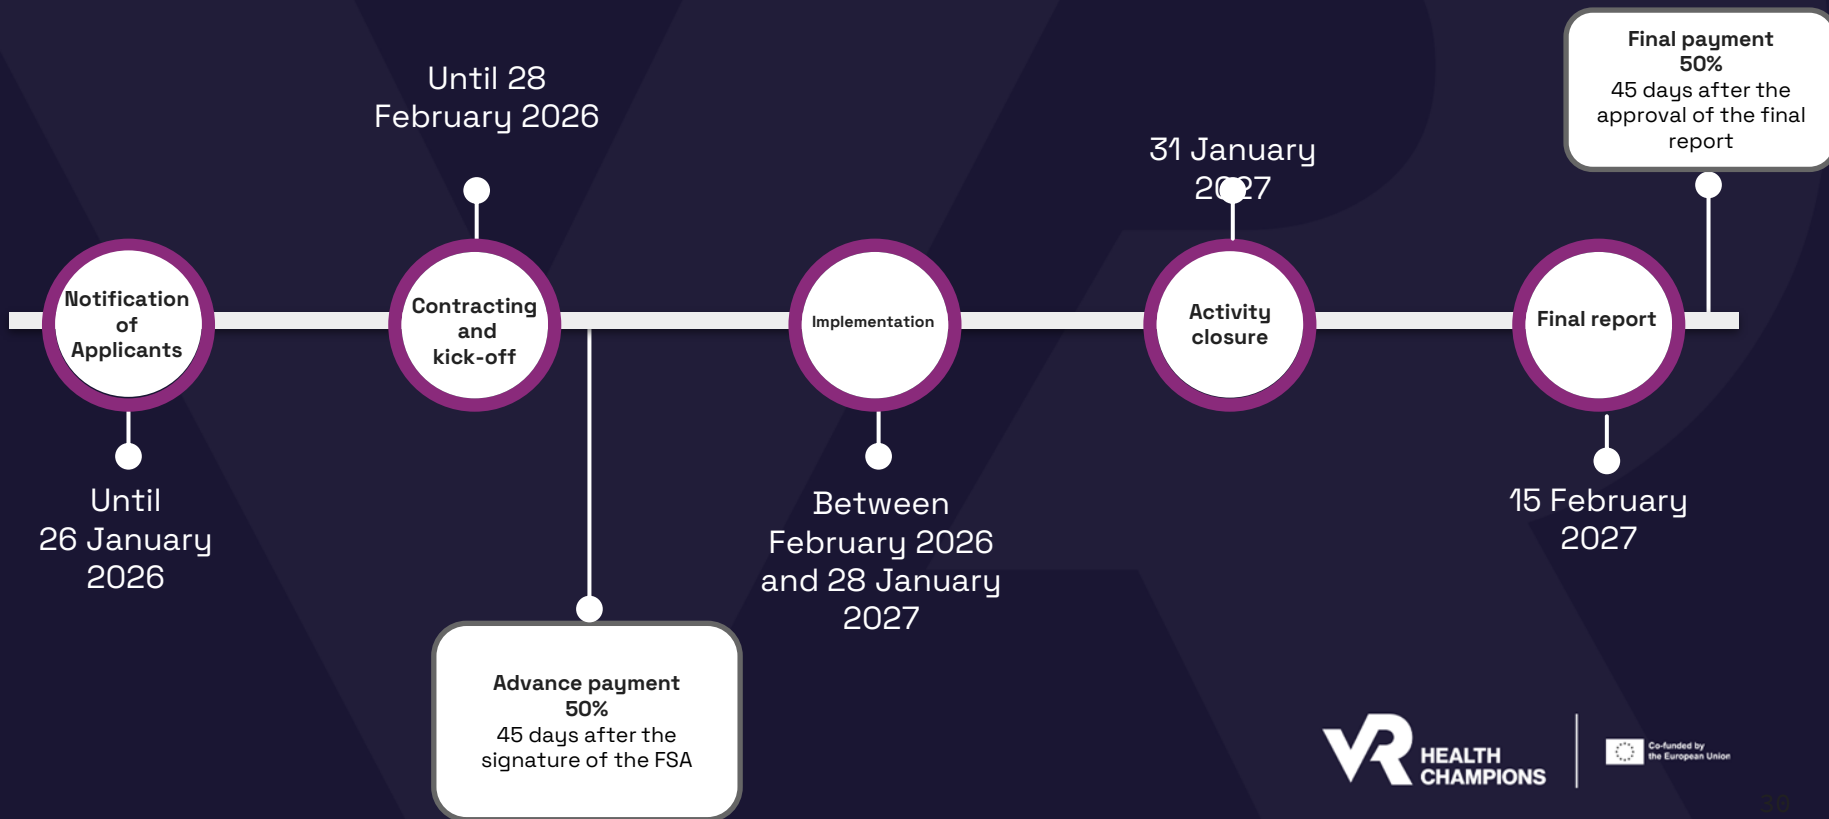 Final payment
50%
45 days after the
approval of the final
report
Until 28
February 2026
31 January
2027
Notification
of
Applicants
Contracting
and
kick-off
Implementation
Activity
closure
Final report
Until
26 January
2026
Between
February 2026
and 28 January
2027
15 February
2027
Advance payment
50%
45 days after the
signature of the FSA
VR HEALTH
CHAMPIONS
Co-funded by
the European Union
30